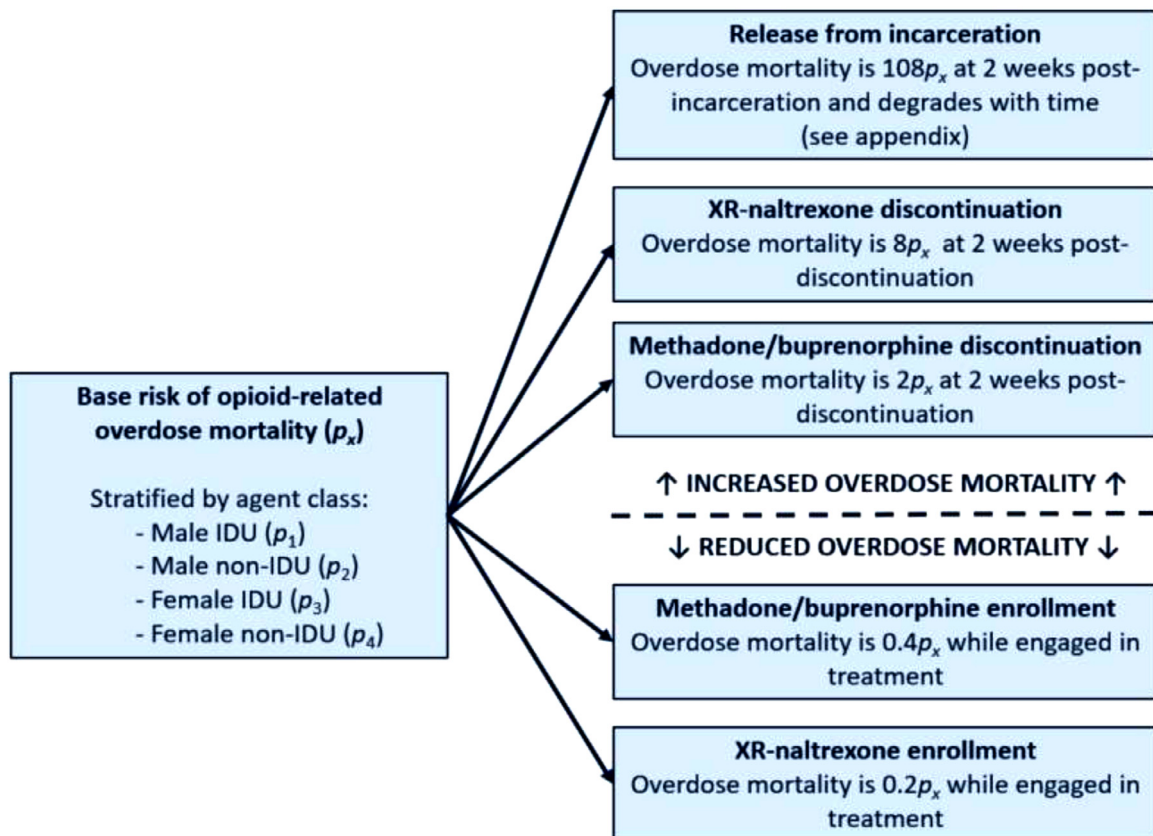 Base risk of opioid-related
overdose mortality (pₓ)
Stratified by agent class:
- Male IDU (p₁)
- Male non-IDU (p₂)
- Female IDU (p₃)
- Female non-IDU (p₄)
Release from incarceration
Overdose mortality is 108pₓ at 2 weeks post-
incarceration and degrades with time
(see appendix)
XR-naltrexone discontinuation
Overdose mortality is 8pₓ at 2 weeks post-
discontinuation
Methadone/buprenorphine discontinuation
Overdose mortality is 2pₓ at 2 weeks post-
discontinuation
↑ INCREASED OVERDOSE MORTALITY ↑
↓ REDUCED OVERDOSE MORTALITY ↓
Methadone/buprenorphine enrollment
Overdose mortality is 0.4pₓ while engaged in
treatment
XR-naltrexone enrollment
Overdose mortality is 0.2pₓ while engaged in
treatment